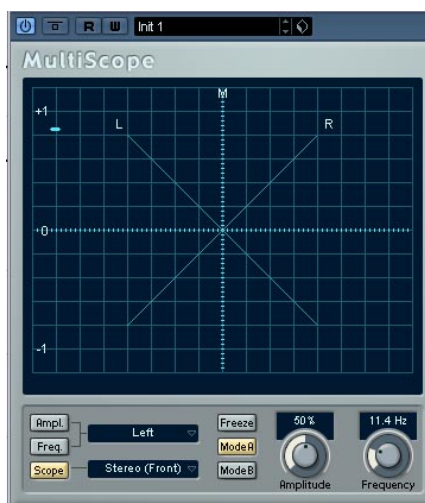 R W Init 1
MultiScope
M
+1
L R
+0
-1
Ampl. Left Freeze 50 % 11.4 Hz
Freq. Mode A
Scope Stereo (Front) Mode B
Amplitude Frequency